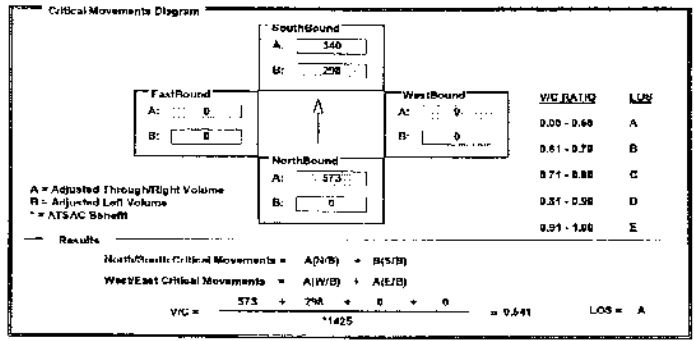 Critical Movements Diagram
SouthBound
A: 340
B: 298
EastBound
A: 0
B: 0
WestBound
A: 0
B: 0
NorthBound
A: 573
B: 0
V/C RATIO LOS
0.00 - 0.60 A
0.61 - 0.70 B
0.71 - 0.80 C
0.81 - 0.90 D
0.91 - 1.00 E
A = Adjusted Through/Right Volume
B = Adjusted Left Volume
* = ATSAC Benefit
Results
North/South Critical Movements = A(N/B) + B(S/B)
West/East Critical Movements = A(W/B) + A(E/B)
573 + 298 + 0 + 0
V/C = = 0.541 LOS = A
*1425